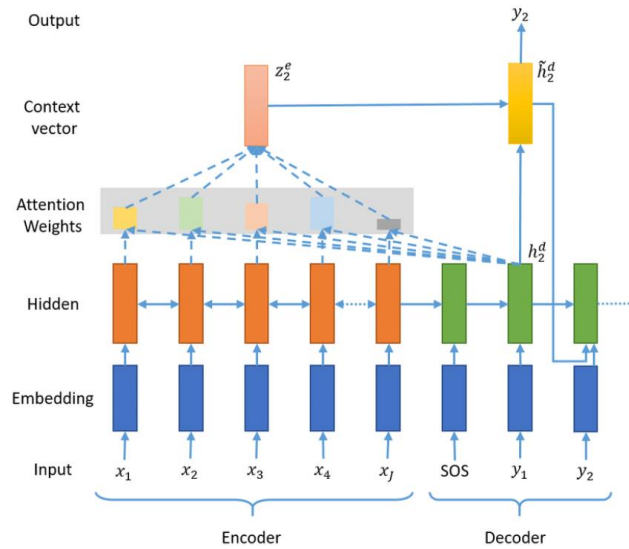 Output
y₂
Context vector
z₂ᵉ
h̃₂ᵈ
Attention Weights
h₂ᵈ
Hidden
Embedding
Input
x₁ x₂ x₃ x₄ x_J SOS y₁ y₂
Encoder
Decoder